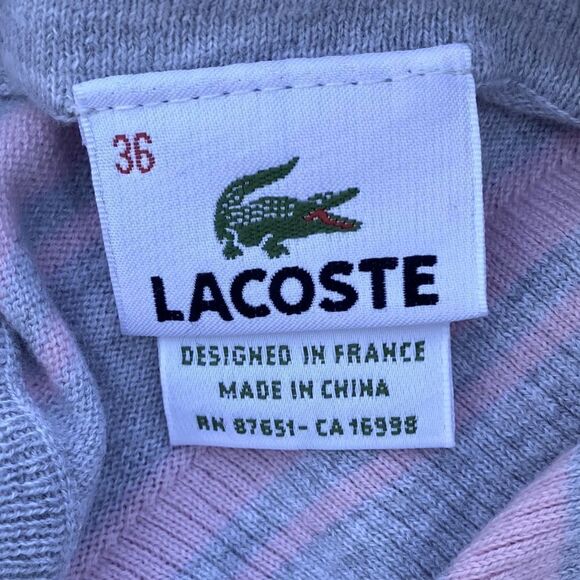 36
LACOSTE
DESIGNED IN FRANCE
MADE IN CHINA
RN 87651- CA 16998